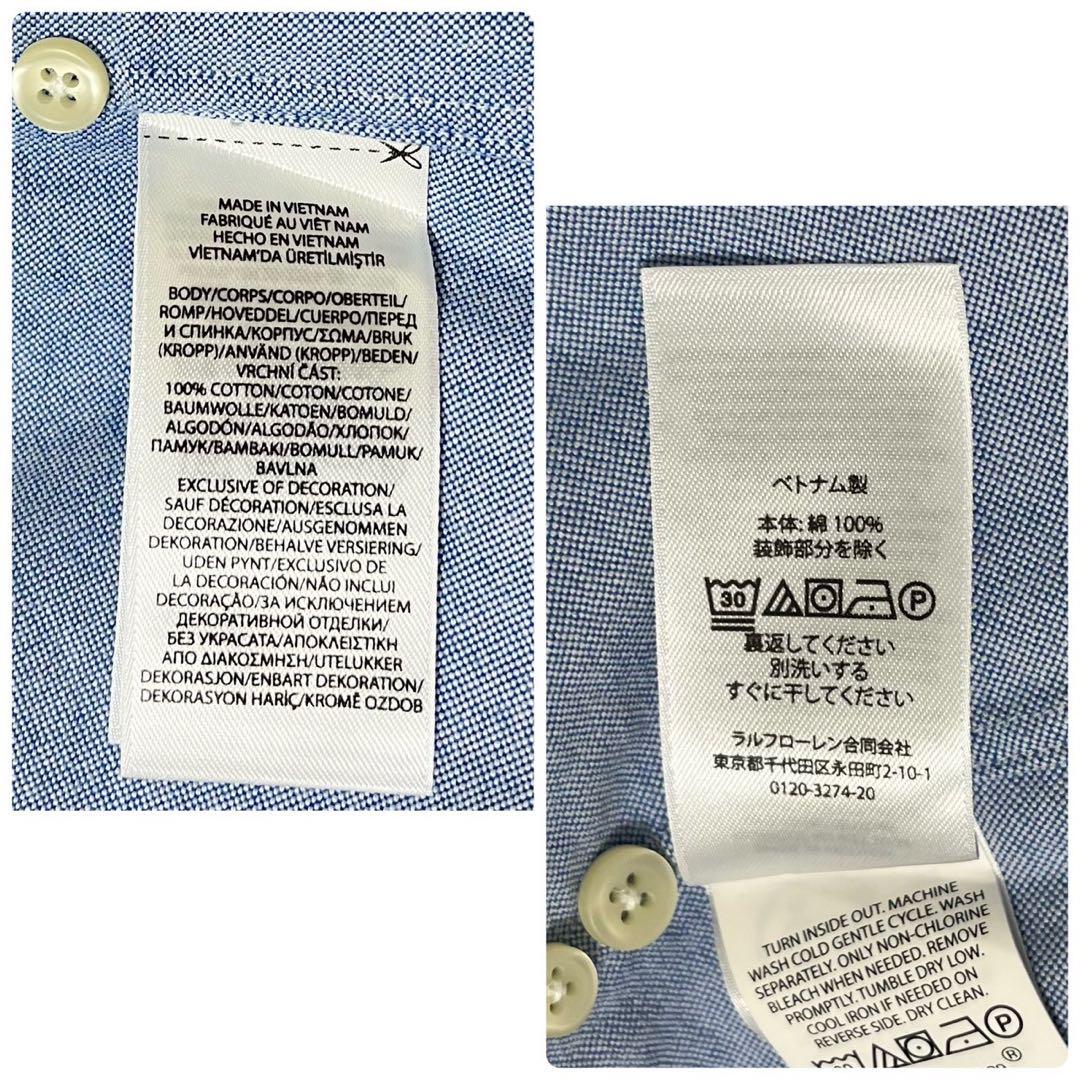 MADE IN VIETNAM
FABRIQUÉ AU VIÊT NAM
HECHO EN VIETNAM
VİETNAM'DA ÜRETİLMİŞTİR
BODY/CORPS/CORPO/OBERTEIL/
ROMP/HOVEDDEL/CUERPO/ПЕРЕД
И СПИНКА/КОРПУС/ΣΩΜΑ/BRUK
(KROPP)/ANVÄND (KROPP)/BEDEN/
VRCHNÍ ČÁST:
100% COTTON/COTON/COTONE/
BAUMWOLLE/KATOEN/BOMULD/
ALGODÓN/ALGODÃO/ХЛОПОК/
ПАМУК/BAMBAKI/BOMULL/PAMUK/
BAVLNA
EXCLUSIVE OF DECORATION/
SAUF DÉCORATION/ESCLUSA LA
DECORAZIONE/AUSGENOMMEN
DEKORATION/BEHALVE VERSIERING/
UDEN PYNT/EXCLUSIVO DE
LA DECORACIÓN/NÃO INCLUI
DECORAÇÃO/ЗА ИСКЛЮЧЕНИЕМ
ДЕКОРАТИВНОЙ ОТДЕЛКИ/
БЕЗ УКРАСАТА/ΑΠΟΚΛΕΙΣΤΙΚΗ
ΑΠΟ ΔΙΑΚΟΣΜΗΣΗ/UTELUKKER
DEKORASJON/ENBART DEKORATION/
DEKORASYON HARİÇ/KROMĚ OZDOB
ベトナム製
本体: 綿 100%
装飾部分を除く
30 P
裏返してください
別洗いする
すぐに干してください
ラルフローレン合同会社
東京都千代田区永田町2-10-1
0120-3274-20
TURN INSIDE OUT. MACHINE
WASH COLD GENTLE CYCLE. WASH
SEPARATELY. ONLY NON-CHLORINE
BLEACH WHEN NEEDED. REMOVE
PROMPTLY. TUMBLE DRY LOW.
COOL IRON IF NEEDED ON
REVERSE SIDE. DRY CLEAN.
30 P
®